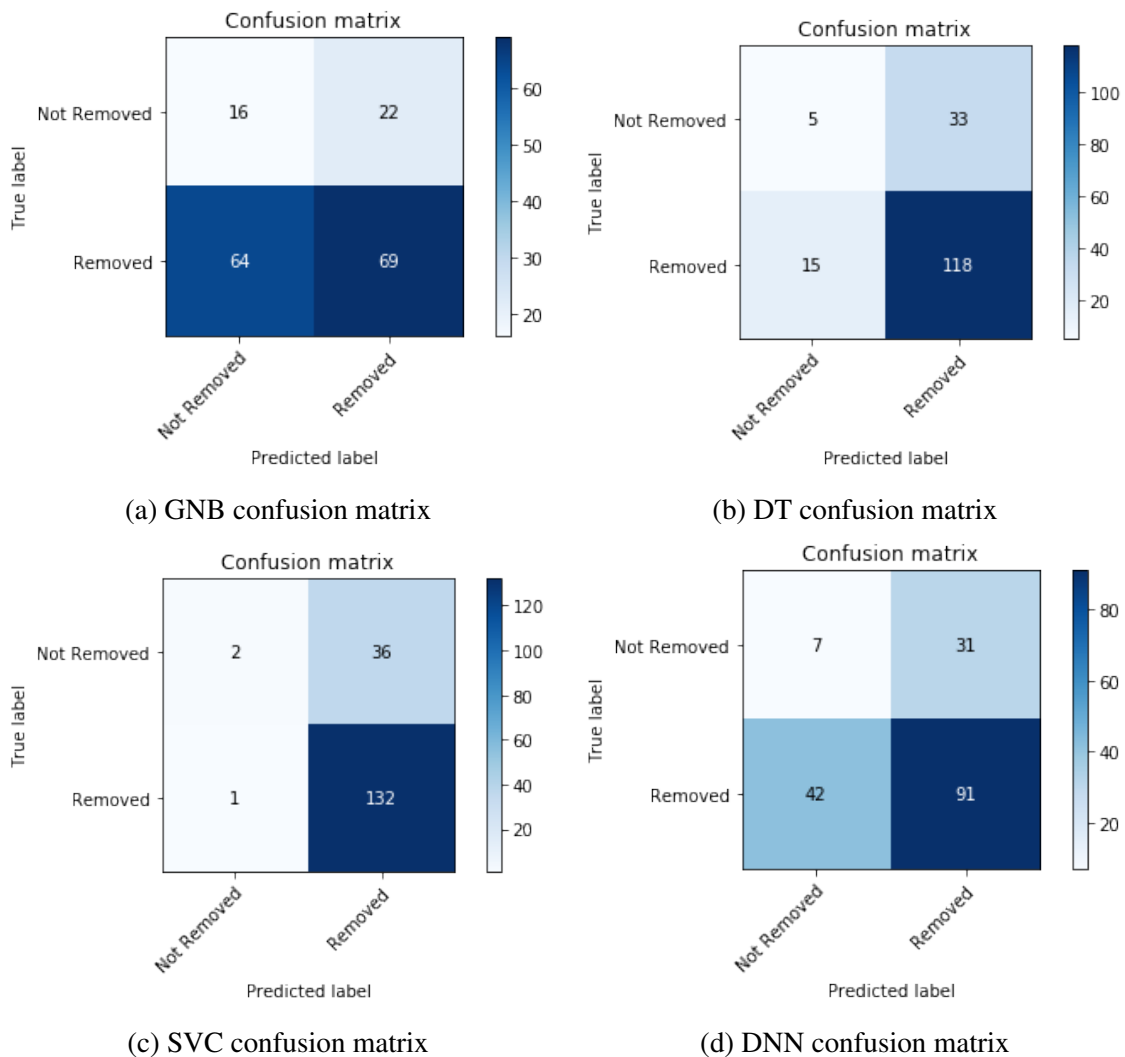 Confusion matrix
Not Removed
Removed
True label
16 22
64 69
60
50
40
30
20
Not Removed
Removed
Predicted label
(a) GNB confusion matrix
Confusion matrix
Not Removed
Removed
True label
5 33
15 118
100
80
60
40
20
Not Removed
Removed
Predicted label
(b) DT confusion matrix
Confusion matrix
Not Removed
Removed
True label
2 36
1 132
120
100
80
60
40
20
Not Removed
Removed
Predicted label
(c) SVC confusion matrix
Confusion matrix
Not Removed
Removed
True label
7 31
42 91
80
60
40
20
Not Removed
Removed
Predicted label
(d) DNN confusion matrix